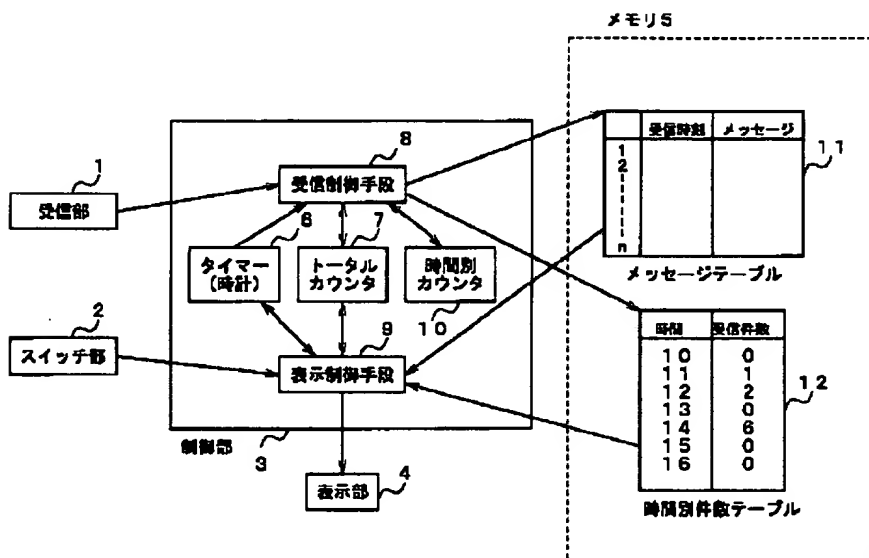 メモリ5
8
受信制御手段
1
受信部
6
タイマー
(時計)
7
トータル
カウンタ
時間別
カウンタ
10
2
スイッチ部
9
表示制御手段
制御部
3
4
表示部
受信時刻 メッセージ
1
2
n
11
メッセージテーブル
時間 受信件数
10 0
11 1
12 2
13 0
14 6
15 0
16 0
12
時間別件数テーブル